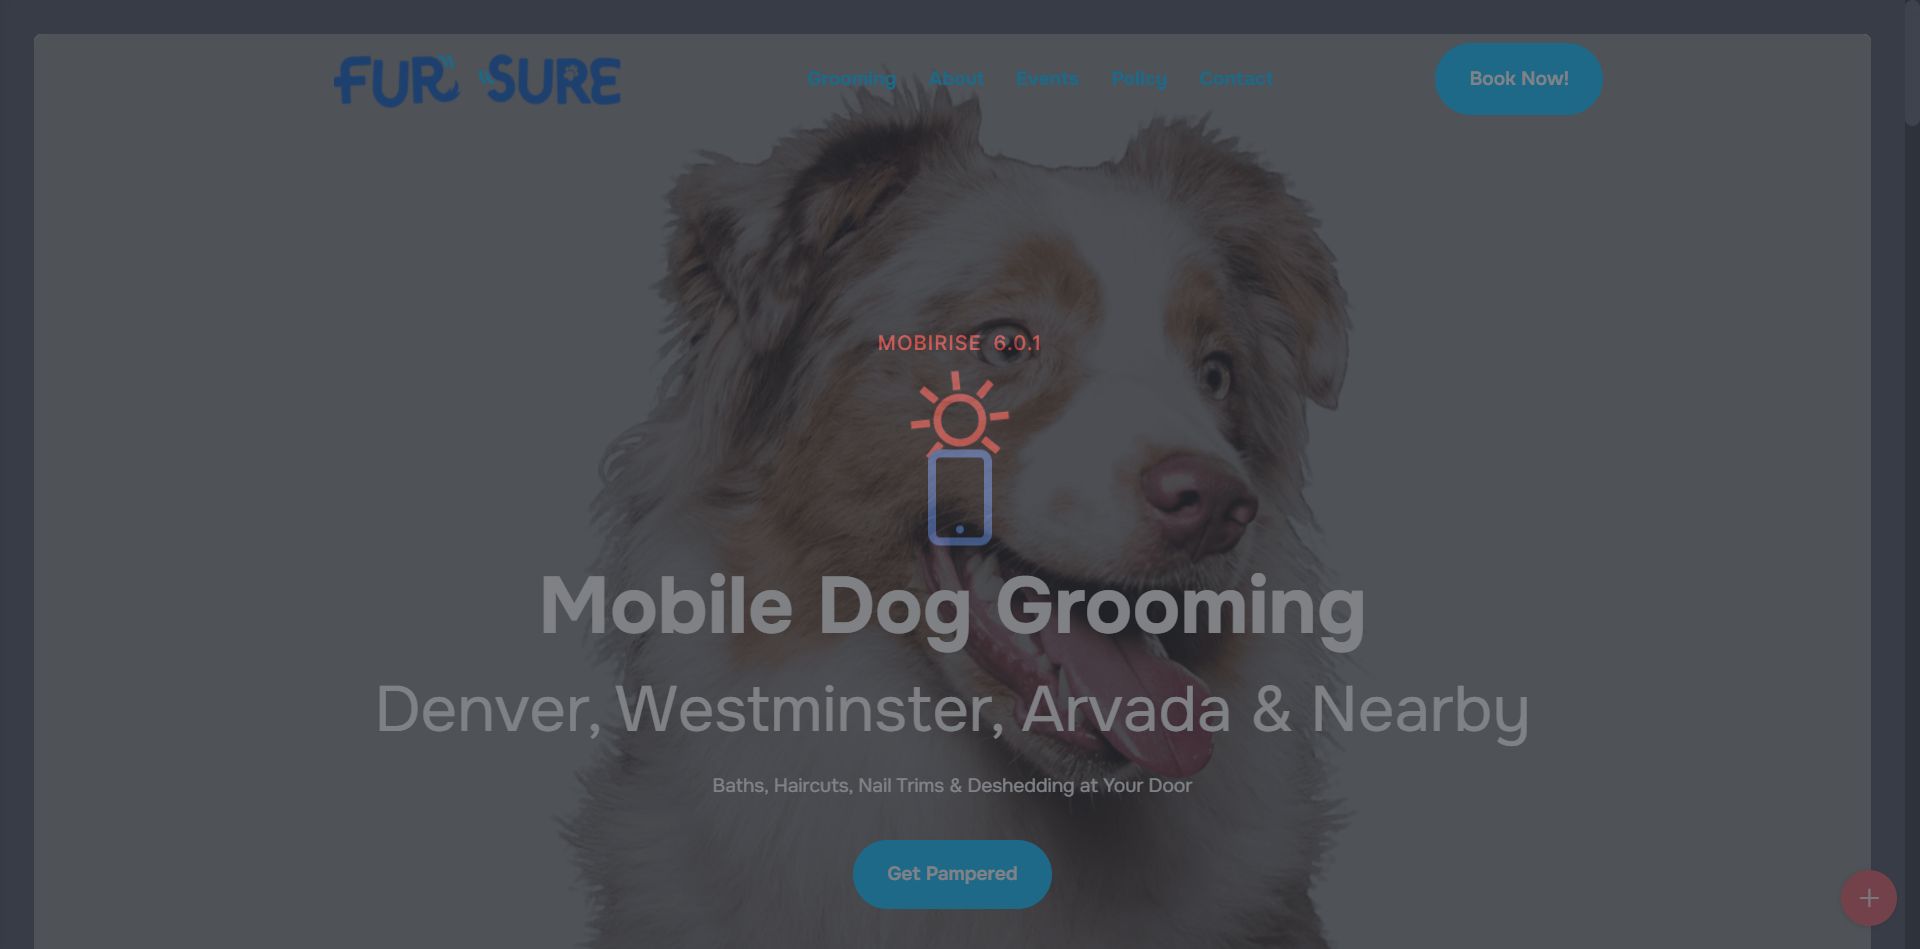 FUR SURE
Grooming About Events Policy Contact
Book Now!
MOBIRISE 6.0.1
Mobile Dog Grooming
Denver, Westminster, Arvada & Nearby
Baths, Haircuts, Nail Trims & Deshedding at Your Door
Get Pampered